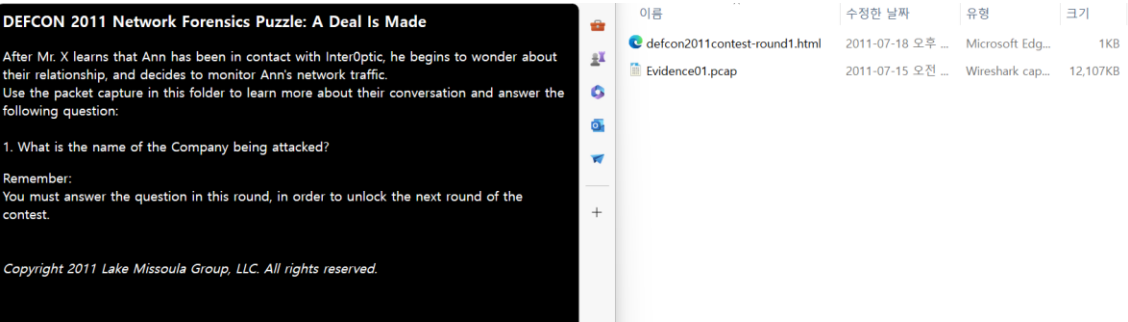 DEFCON 2011 Network Forensics Puzzle: A Deal Is Made
After Mr. X learns that Ann has been in contact with Inter0ptic, he begins to wonder about
their relationship, and decides to monitor Ann's network traffic.
Use the packet capture in this folder to learn more about their conversation and answer the
following question:
1. What is the name of the Company being attacked?
Remember:
You must answer the question in this round, in order to unlock the next round of the
contest.
Copyright 2011 Lake Missoula Group, LLC. All rights reserved.
이름 수정한 날짜 유형 크기
defcon2011contest-round1.html 2011-07-18 오후 ... Microsoft Edg... 1KB
Evidence01.pcap 2011-07-15 오전 ... Wireshark cap... 12,107KB